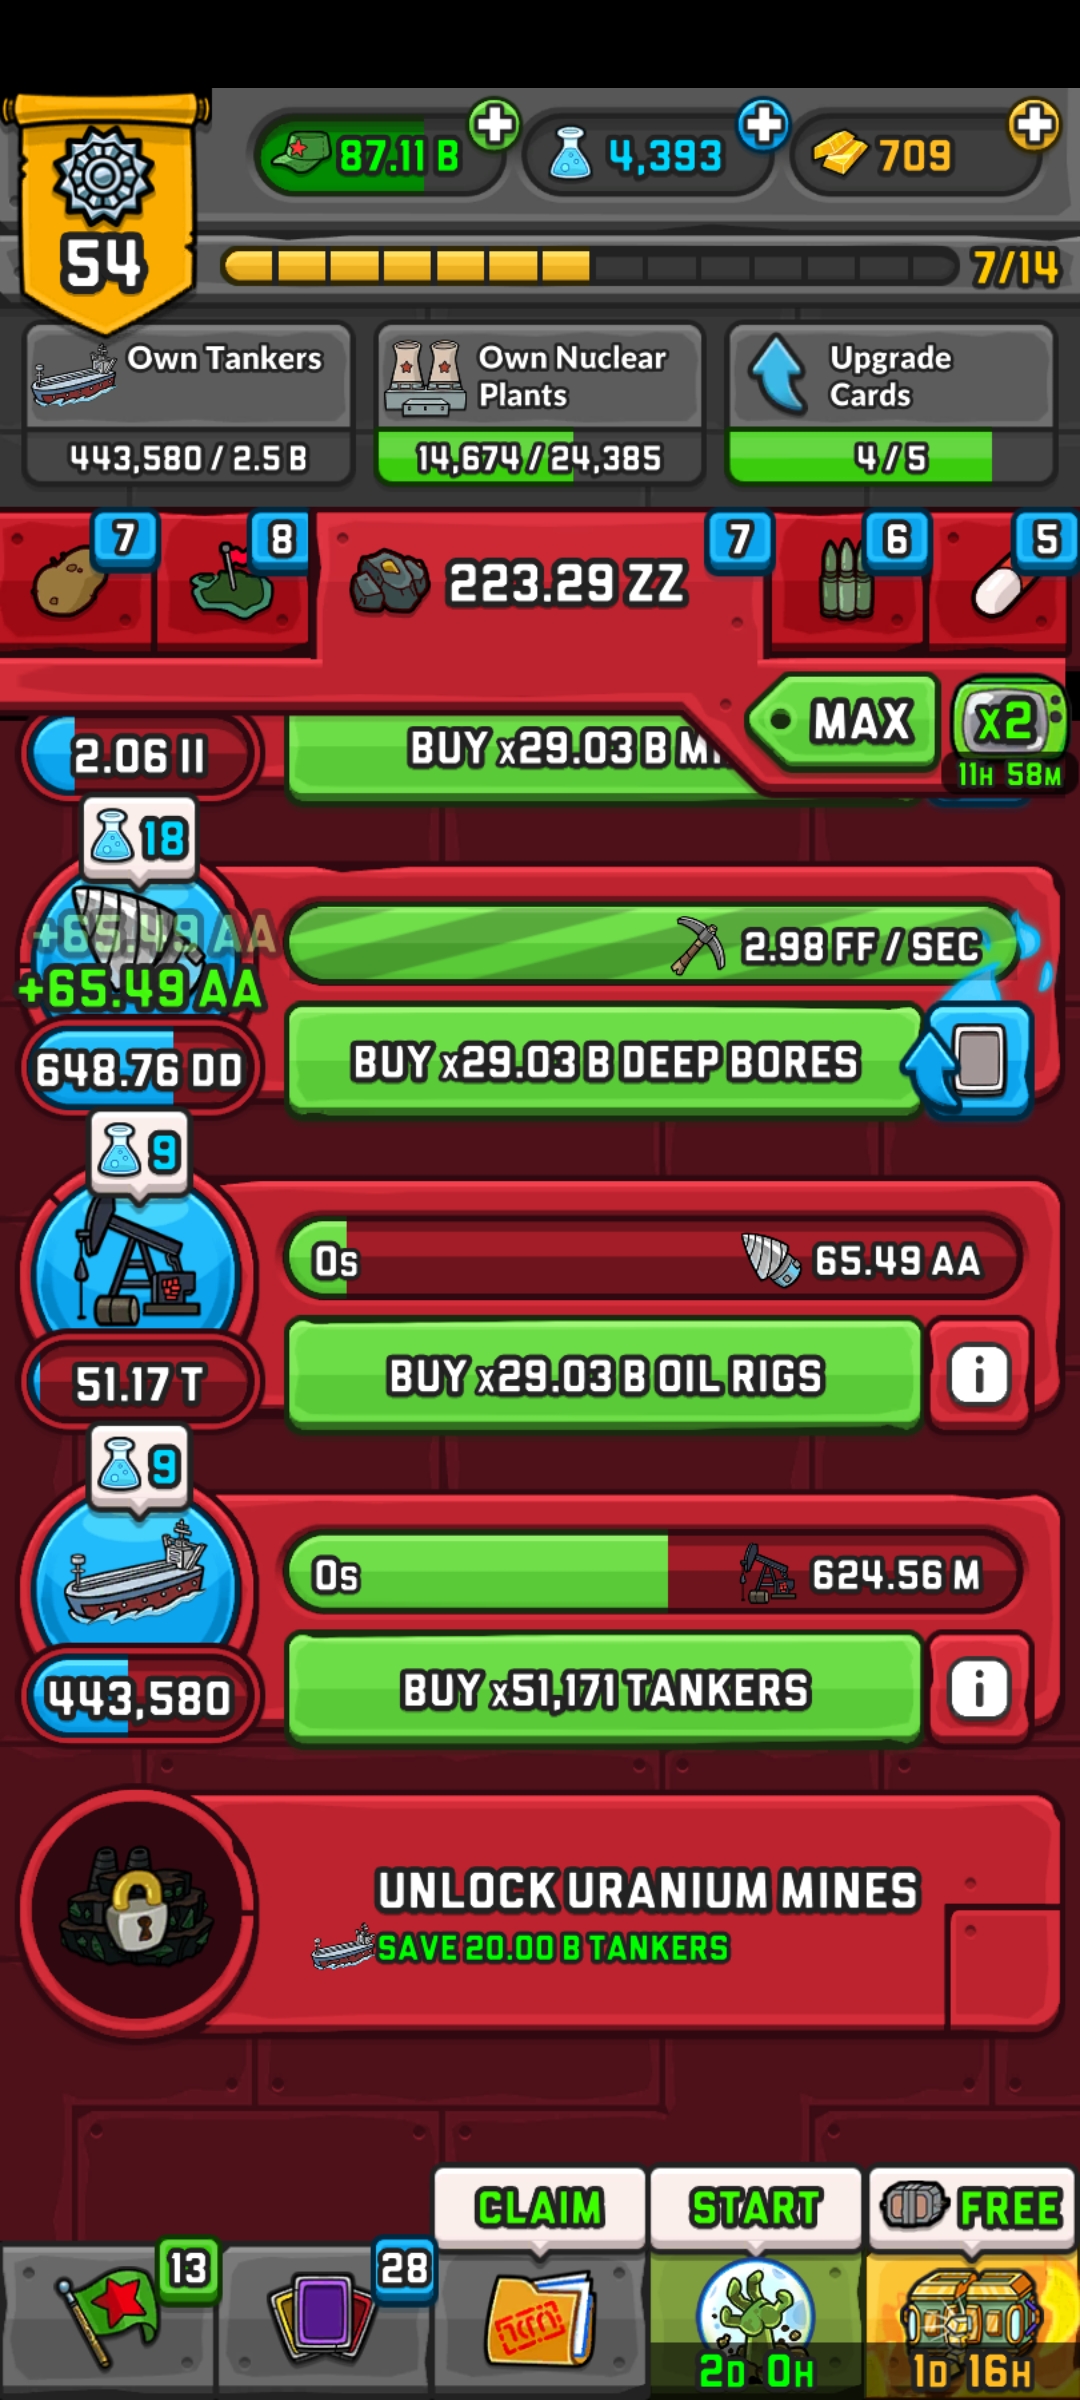 87.11 B
4,393
709
54
7/14
Own Tankers
443,580 / 2.5 B
Own Nuclear
Plants
14,674 / 24,385
Upgrade
Cards
4 / 5
7
8
223.29 ZZ
7
6
5
MAX
x2
11H 58M
2.06 II
BUY x29.03 B
18
+65.49 AA
+65.49 AA
2.98 FF / SEC
648.76 DD
BUY x29.03 B DEEP BORES
9
0s
65.49 AA
51.17 T
BUY x29.03 B OIL RIGS
i
9
0s
624.56 M
443,580
BUY x51,171 TANKERS
i
UNLOCK URANIUM MINES
SAVE 20.00 B TANKERS
CLAIM
START
FREE
13
28
2D 0H
1D 16H